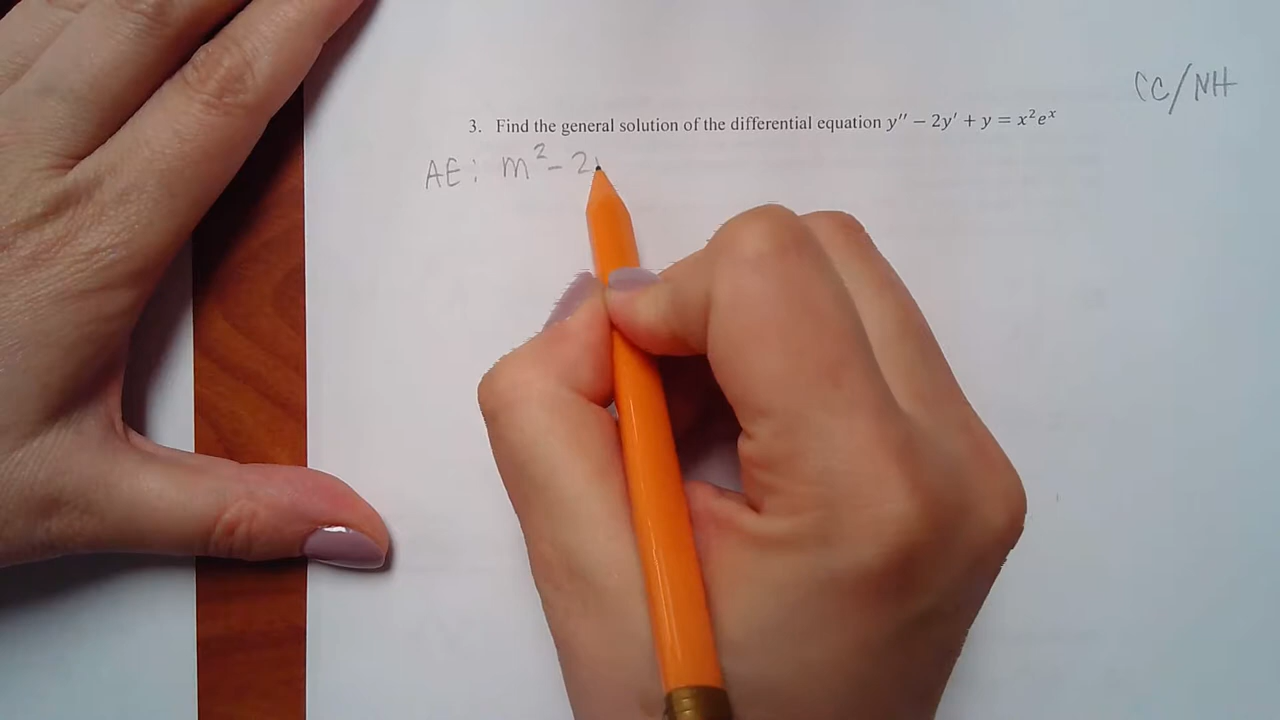 CC/NH
3. Find the general solution of the differential equation y″ − 2y′ + y = x²eˣ
AE: m² - 2